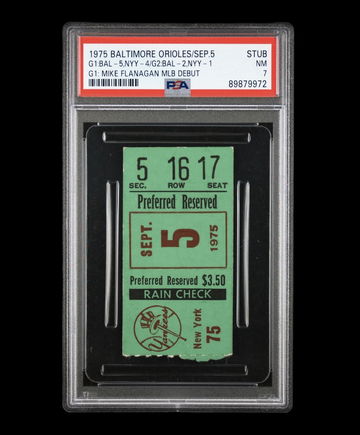 1975 BALTIMORE ORIOLES/SEP.5 STUB
G1:BAL-5,NYY-4/G2:BAL-2,NYY-1 NM
G1: MIKE FLANAGAN MLB DEBUT 7
PSA 89879972
5 16 17
SEC. ROW SEAT
Preferred Reserved
SEPT. 5 1975
Preferred Reserved $3.50
RAIN CHECK
Yankees
New York 75